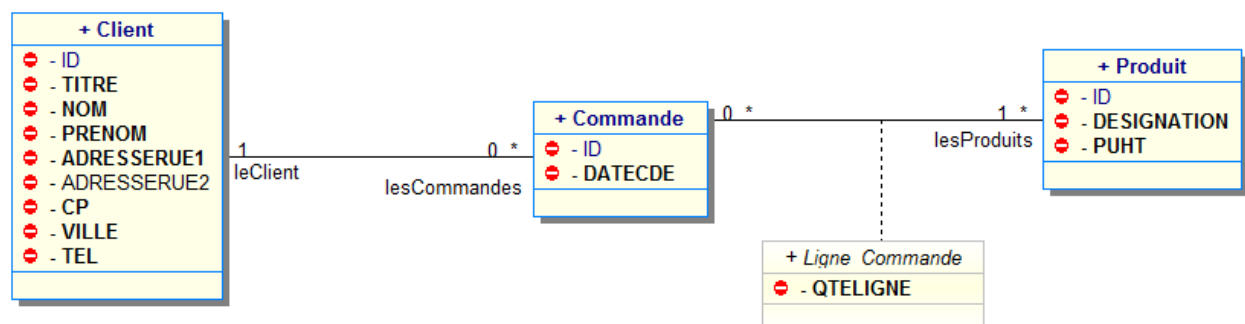 + Client
- ID
- TITRE
- NOM
- PRENOM
- ADRESSERUE1
- ADRESSERUE2
- CP
- VILLE
- TEL
1
leClient
0 *
lesCommandes
+ Commande
- ID
- DATECDE
0 *
1 *
lesProduits
+ Produit
- ID
- DESIGNATION
- PUHT
+ Ligne Commande
- QTELIGNE